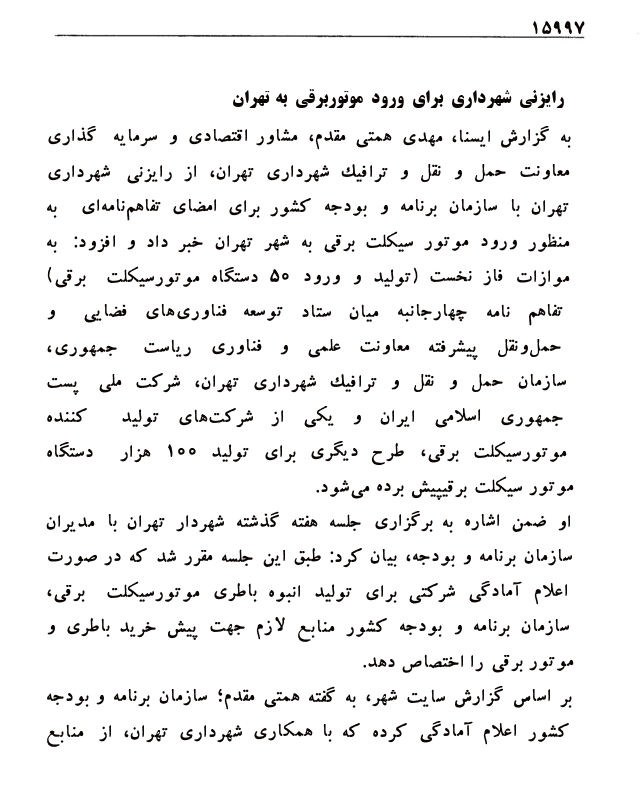 ۱۵۹۹۷
رایزنی شهرداری برای ورود موتوربرقی به تهران
به گزارش ایسنا، مهدی همتی مقدم، مشاور اقتصادی و سرمایه گذاری
معاونت حمل و نقل و ترافیك شهرداری تهران، از رایزنی شهرداری
تهران با سازمان برنامه و بودجه کشور برای امضای تفاهم‌نامه‌ای به
منظور ورود موتور سیکلت برقی به شهر تهران خبر داد و افزود: به
موازات فاز نخست (تولید و ورود ۵۰ دستگاه موتورسیکلت برقی)
تفاهم نامه چهارجانبه میان ستاد توسعه فناوری‌های فضایی و
حمل‌ونقل پیشرفته معاونت علمی و فناوری ریاست جمهوری،
سازمان حمل و نقل و ترافیك شهرداری تهران، شرکت ملی پست
جمهوری اسلامی ایران و یکی از شرکت‌های تولید کننده
موتورسیکلت برقی، طرح دیگری برای تولید ۱۰۰ هزار دستگاه
موتور سیکلت برقیپیش برده می‌شود.
او ضمن اشاره به برگزاری جلسه هفته گذشته شهردار تهران با مدیران
سازمان برنامه و بودجه، بیان کرد: طبق این جلسه مقرر شد که در صورت
اعلام آمادگی شرکتی برای تولید انبوه باطری موتورسیکلت برقی،
سازمان برنامه و بودجه کشور منابع لازم جهت پیش خرید باطری و
موتور برقی را اختصاص دهد.
بر اساس گزارش سایت شهر، به گفته همتی مقدم؛ سازمان برنامه و بودجه
کشور اعلام آمادگی کرده که با همکاری شهرداری تهران، از منابع